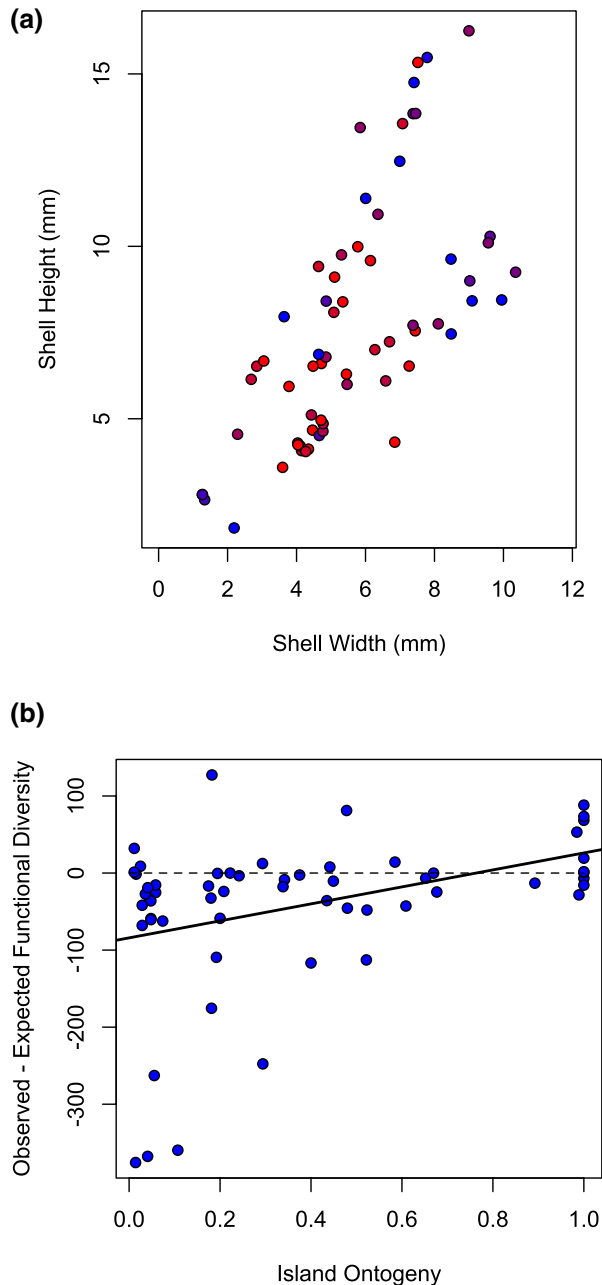 (a)
Shell Height (mm)
15
10
5
0 2 4 6 8 10 12
Shell Width (mm)
(b)
Observed - Expected Functional Diversity
100
0
-100
-200
-300
0.0 0.2 0.4 0.6 0.8 1.0
Island Ontogeny